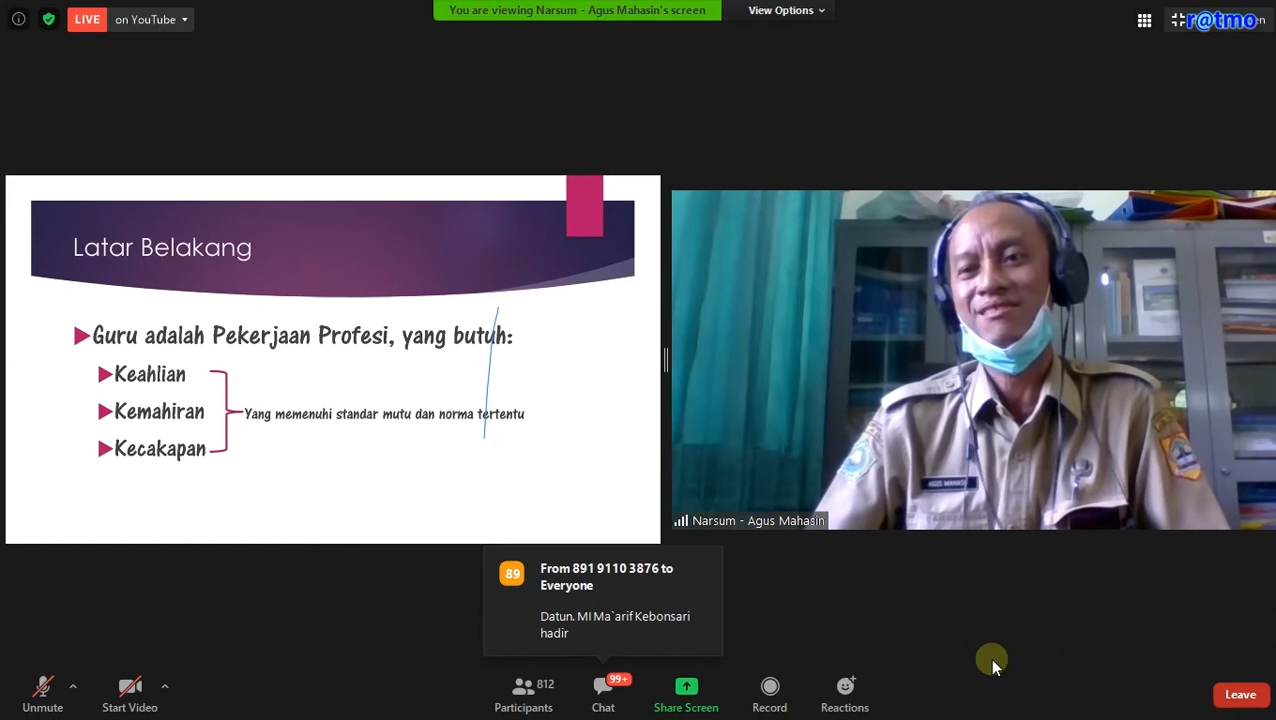 LIVE on YouTube
You are viewing Narsum - Agus Mahasin's screen
View Options
r@tmo
Latar Belakang
Guru adalah Pekerjaan Profesi, yang butuh:
Keahlian
Kemahiran
Yang memenuhi standar mutu dan norma tertentu
Kecakapan
AGUS MAHASIN
Narsum - Agus Mahasin
89
From 891 9110 3876 to
Everyone
Datun. MI Ma`arif Kebonsari
hadir
Unmute
Start Video
812
Participants
99+
Chat
Share Screen
Record
Reactions
Leave